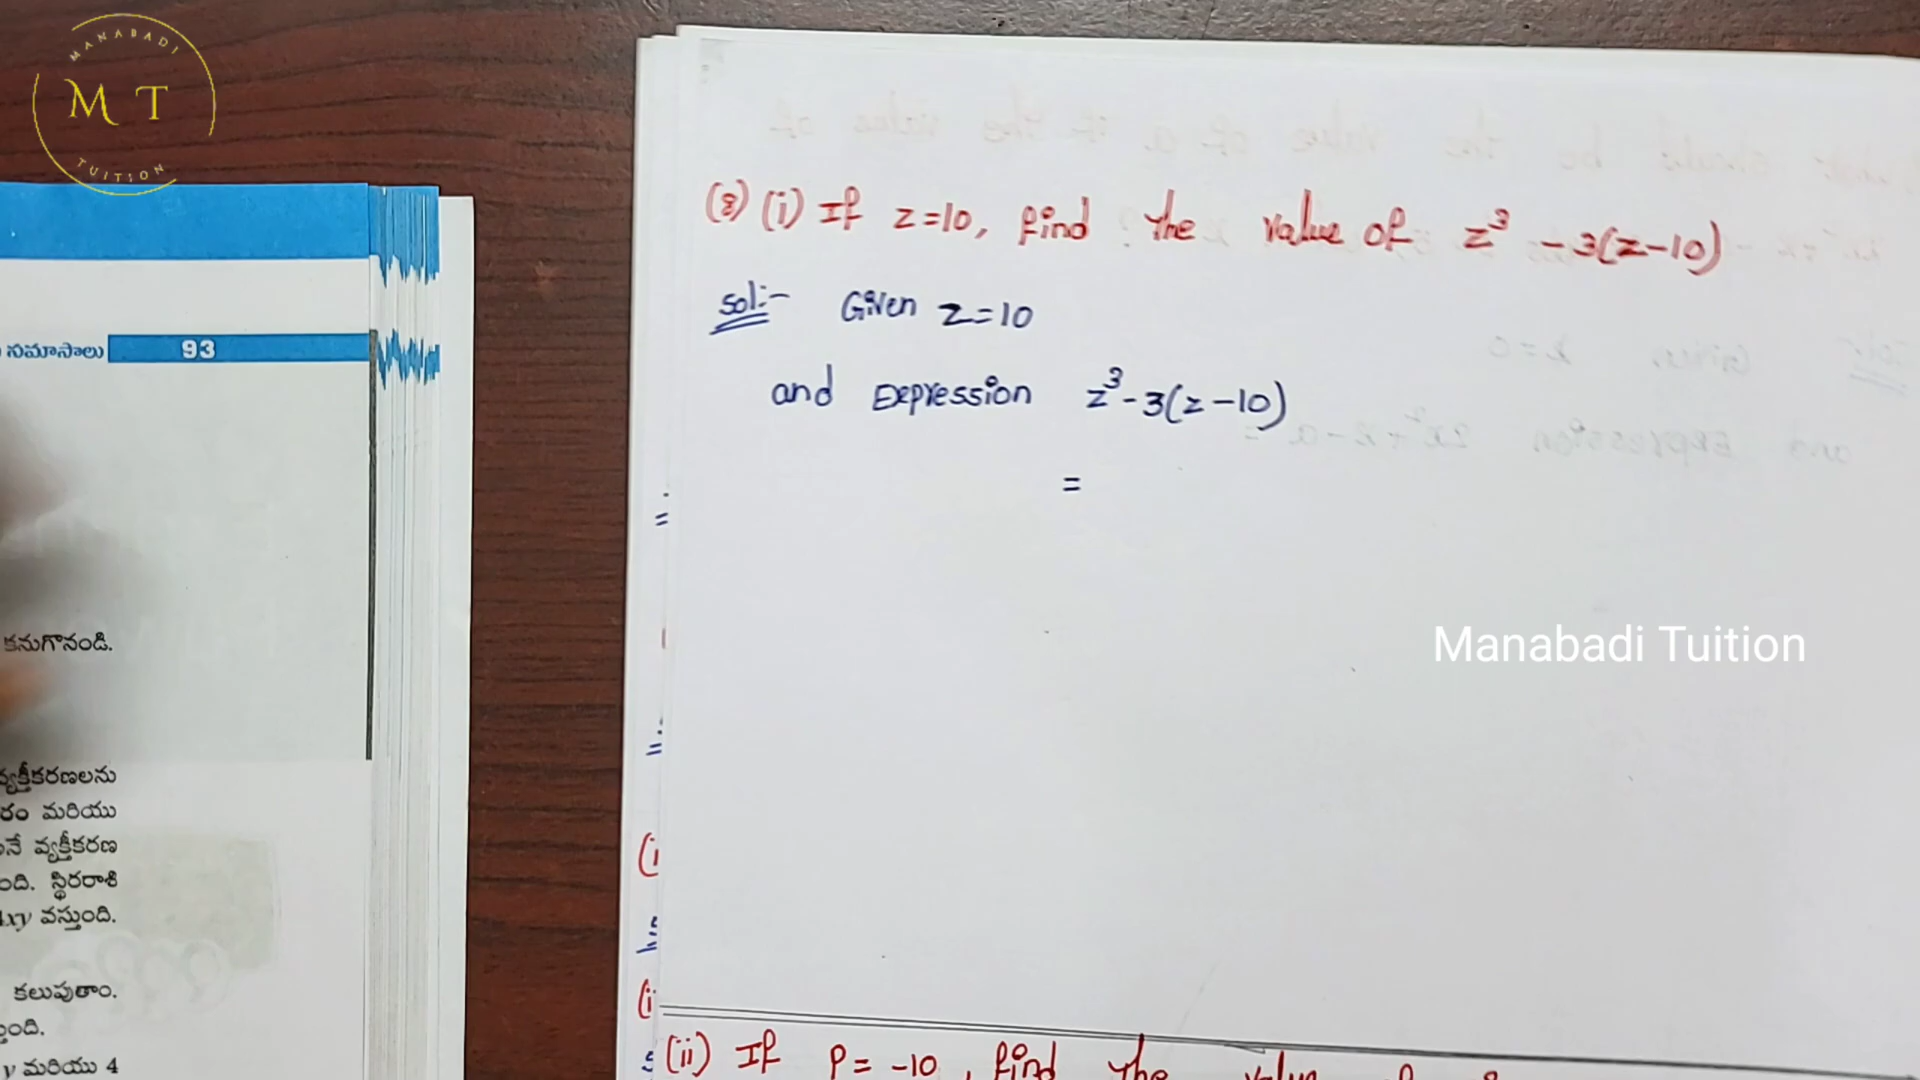 MANABADI
M T
TUITION
సమాసాలు 93
కనుగొనండి.
మరియు
వ్యక్తీకరణ
స్థిరరాశి
వస్తుంది.
కలుపుతాం.
y మరియు 4
(8) (i) If z=10, find the value of z³ - 3(z-10)
Sol:- Given z=10
and Expression z³-3(z-10)
=
Manabadi Tuition
(ii) If P= -10, find the value